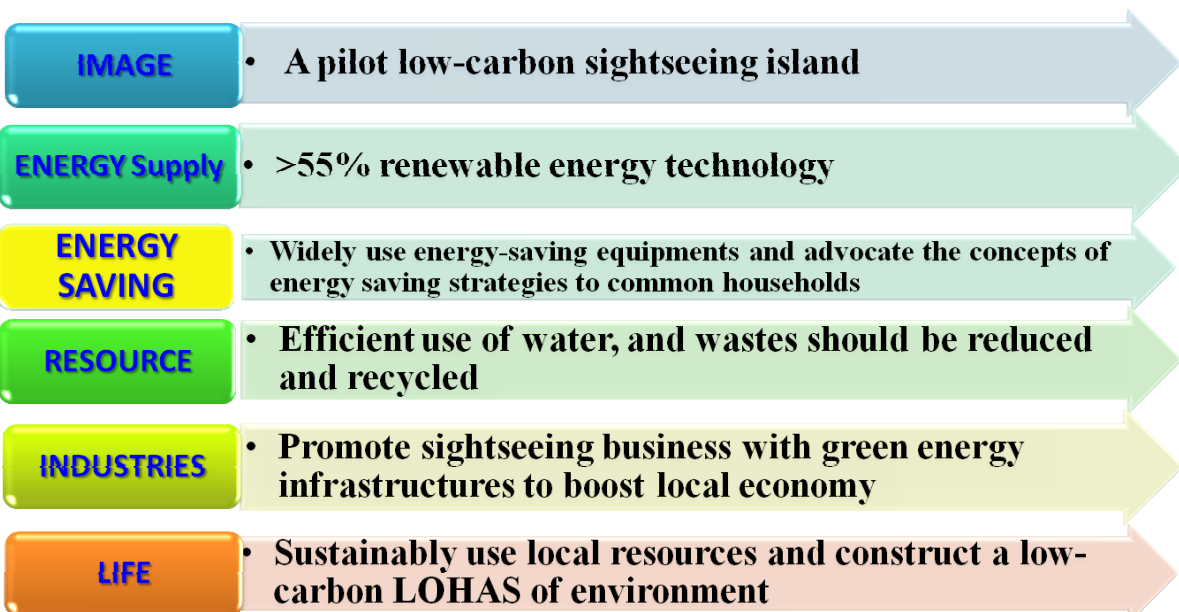 IMAGE
• A pilot low-carbon sightseeing island
ENERGY Supply
• >55% renewable energy technology
ENERGY
SAVING
• Widely use energy-saving equipments and advocate the concepts of
energy saving strategies to common households
RESOURCE
• Efficient use of water, and wastes should be reduced
and recycled
INDUSTRIES
• Promote sightseeing business with green energy
infrastructures to boost local economy
LIFE
• Sustainably use local resources and construct a low-
carbon LOHAS of environment